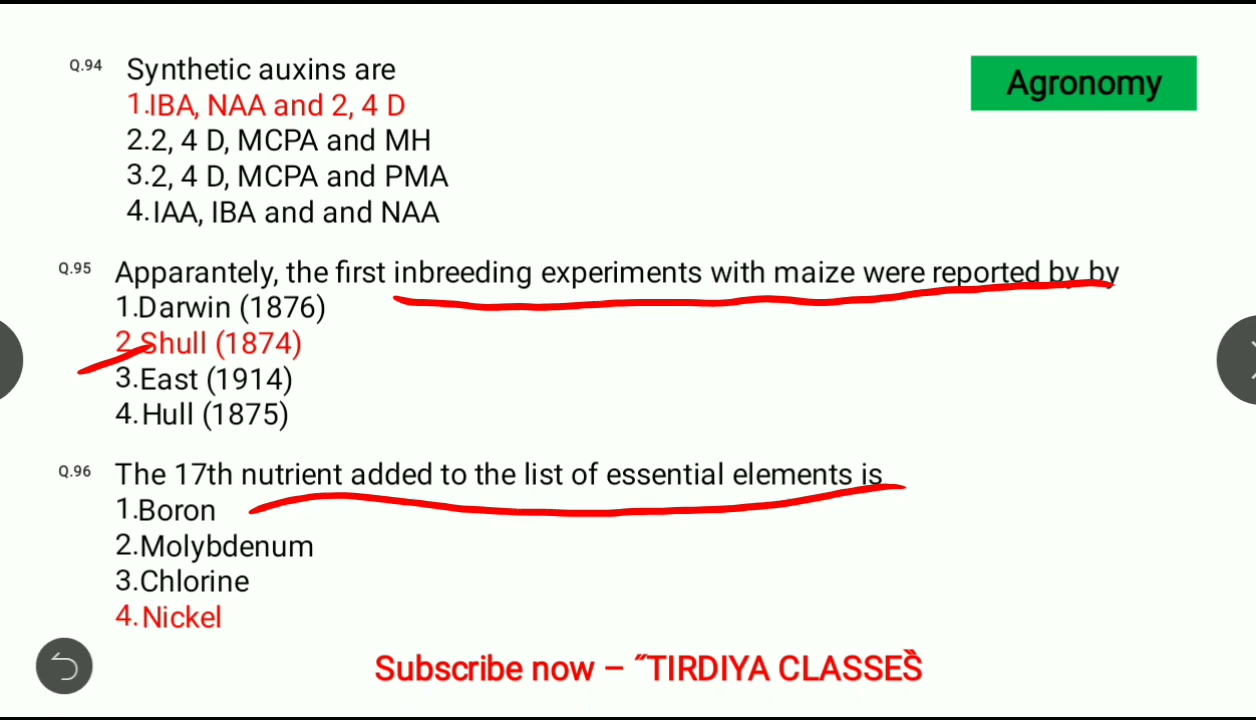 Agronomy
Q.94 Synthetic auxins are
1.IBA, NAA and 2, 4 D
2.2, 4 D, MCPA and MH
3.2, 4 D, MCPA and PMA
4.IAA, IBA and and NAA
Q.95 Apparantely, the first inbreeding experiments with maize were reported by by
1.Darwin (1876)
2.Shull (1874)
3.East (1914)
4.Hull (1875)
Q.96 The 17th nutrient added to the list of essential elements is
1.Boron
2.Molybdenum
3.Chlorine
4.Nickel
Subscribe now – ˝TIRDIYA CLASSES̏